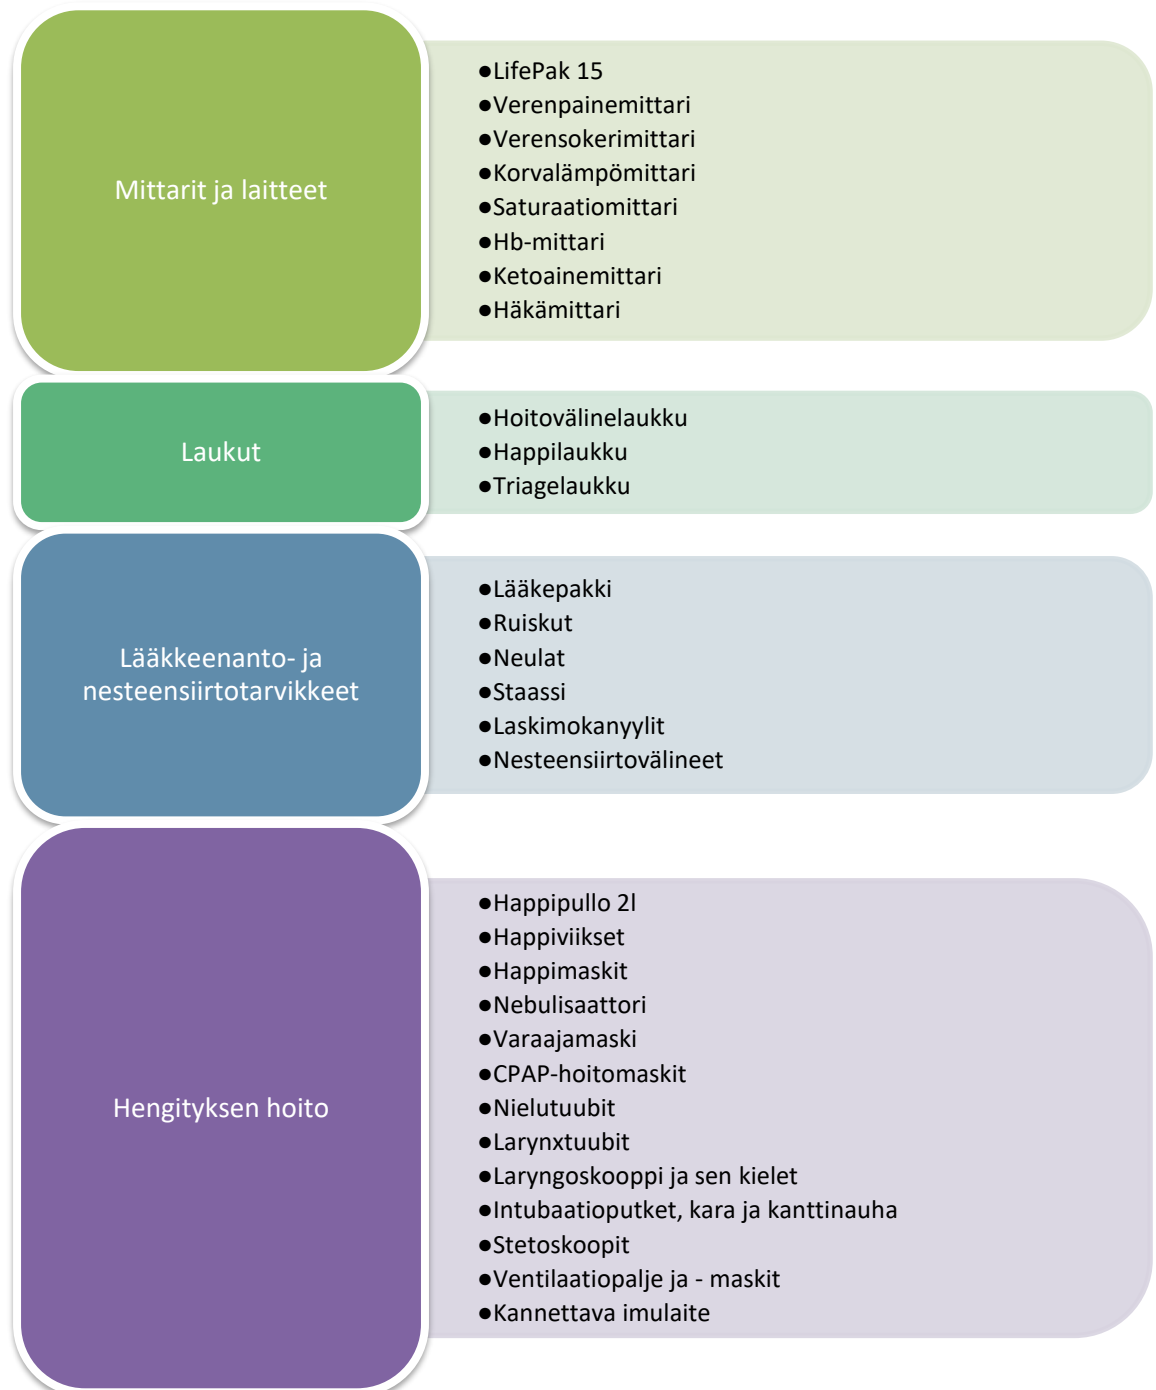 Mittarit ja laitteet
●LifePak 15
●Verenpainemittari
●Verensokerimittari
●Korvalämpömittari
●Saturaatiomittari
●Hb-mittari
●Ketoainemittari
●Häkämittari
Laukut
●Hoitovälinelaukku
●Happilaukku
●Triagelaukku
Lääkkeenanto- ja
nesteensiirtotarvikkeet
●Lääkepakki
●Ruiskut
●Neulat
●Staassi
●Laskimokanyylit
●Nesteensiirtovälineet
Hengityksen hoito
●Happipullo 2l
●Happiviikset
●Happimaskit
●Nebulisaattori
●Varaajamaski
●CPAP-hoitomaskit
●Nielutuubit
●Larynxtuubit
●Laryngoskooppi ja sen kielet
●Intubaatioputket, kara ja kanttinauha
●Stetoskoopit
●Ventilaatiopalje ja - maskit
●Kannettava imulaite